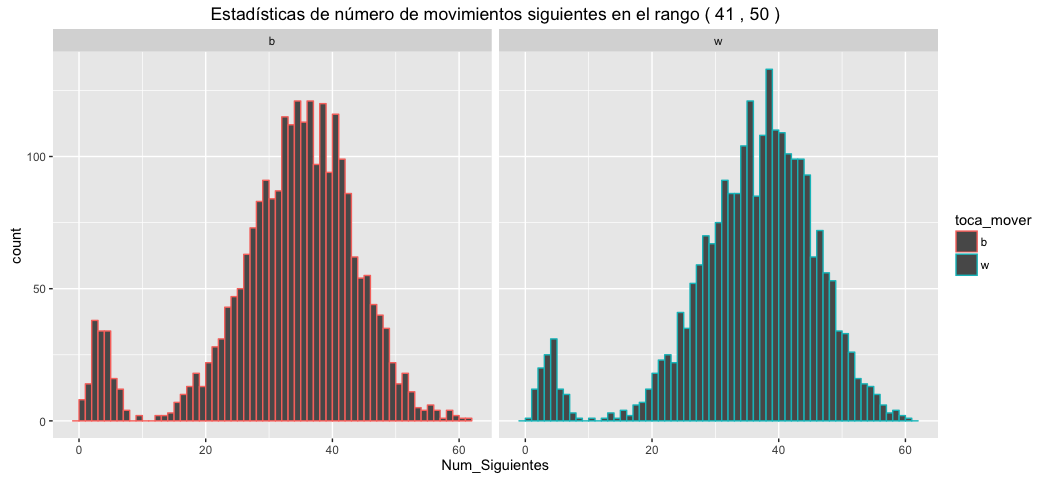 Estadísticas de número de movimientos siguientes en el rango ( 41 , 50 )
b
w
count
100
50
0
0
20
40
60
0
20
40
60
Num_Siguientes
toca_mover
b
w